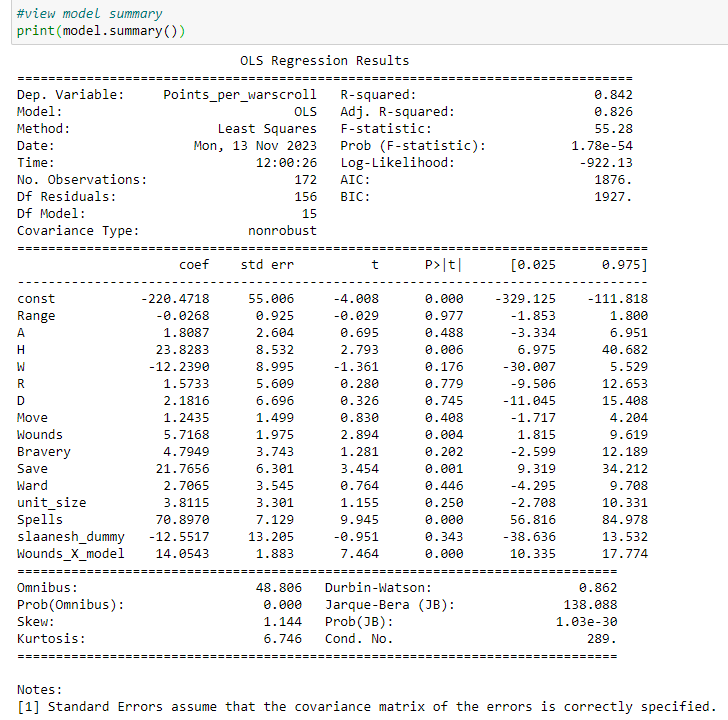 #view model summary
print(model.summary())
OLS Regression Results
==============================================================================
Dep. Variable: Points_per_warscroll R-squared: 0.842
Model: OLS Adj. R-squared: 0.826
Method: Least Squares F-statistic: 55.28
Date: Mon, 13 Nov 2023 Prob (F-statistic): 1.78e-54
Time: 12:00:26 Log-Likelihood: -922.13
No. Observations: 172 AIC: 1876.
Df Residuals: 156 BIC: 1927.
Df Model: 15
Covariance Type: nonrobust
==================================================================================
coef std err t P>|t| [0.025 0.975]
----------------------------------------------------------------------------------
const -220.4718 55.006 -4.008 0.000 -329.125 -111.818
Range -0.0268 0.925 -0.029 0.977 -1.853 1.800
A 1.8087 2.604 0.695 0.488 -3.334 6.951
H 23.8283 8.532 2.793 0.006 6.975 40.682
W -12.2390 8.995 -1.361 0.176 -30.007 5.529
R 1.5733 5.609 0.280 0.779 -9.506 12.653
D 2.1816 6.696 0.326 0.745 -11.045 15.408
Move 1.2435 1.499 0.830 0.408 -1.717 4.204
Wounds 5.7168 1.975 2.894 0.004 1.815 9.619
Bravery 4.7949 3.743 1.281 0.202 -2.599 12.189
Save 21.7656 6.301 3.454 0.001 9.319 34.212
Ward 2.7065 3.545 0.764 0.446 -4.295 9.708
unit_size 3.8115 3.301 1.155 0.250 -2.708 10.331
Spells 70.8970 7.129 9.945 0.000 56.816 84.978
slaanesh_dummy -12.5517 13.205 -0.951 0.343 -38.636 13.532
Wounds_X_model 14.0543 1.883 7.464 0.000 10.335 17.774
==============================================================================
Omnibus: 48.806 Durbin-Watson: 0.862
Prob(Omnibus): 0.000 Jarque-Bera (JB): 138.088
Skew: 1.144 Prob(JB): 1.03e-30
Kurtosis: 6.746 Cond. No. 289.
==============================================================================
Notes:
[1] Standard Errors assume that the covariance matrix of the errors is correctly specified.